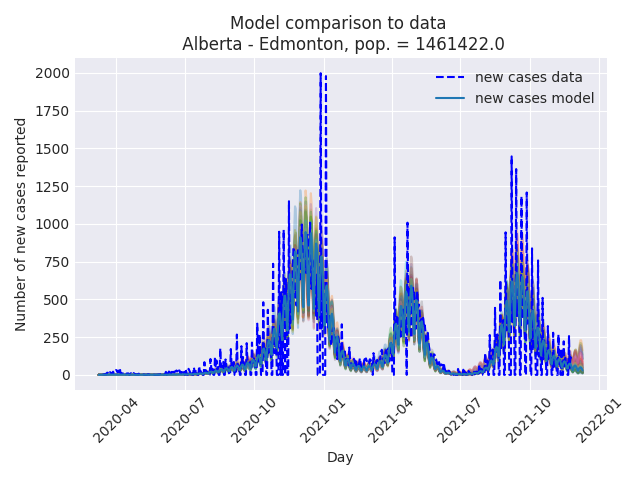 Model comparison to data
Alberta - Edmonton, pop. = 1461422.0
new cases data
new cases model
Number of new cases reported
2000
1750
1500
1250
1000
750
500
250
0
2020-04
2020-07
2020-10
2021-01
2021-04
2021-07
2021-10
2022-01
Day